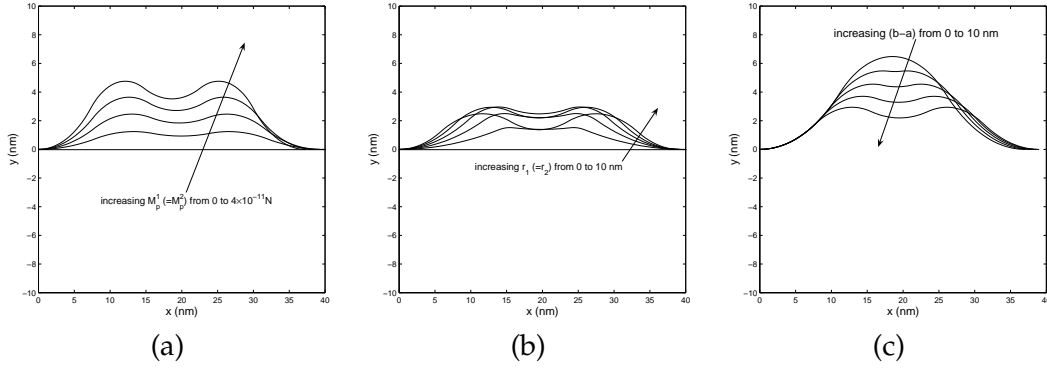 10
8
6
4
2
0
−2
−4
−6
−8
−10
y (nm)
0 5 10 15 20 25 30 35 40
x (nm)
increasing M_p^1 (=M_p^2) from 0 to 4×10^−11N
(a)
10
8
6
4
2
0
−2
−4
−6
−8
−10
y (nm)
0 5 10 15 20 25 30 35 40
x (nm)
increasing r_1 (=r_2) from 0 to 10 nm
(b)
10
8
6
4
2
0
−2
−4
−6
−8
−10
y (nm)
0 5 10 15 20 25 30 35 40
x (nm)
increasing (b−a) from 0 to 10 nm
(c)